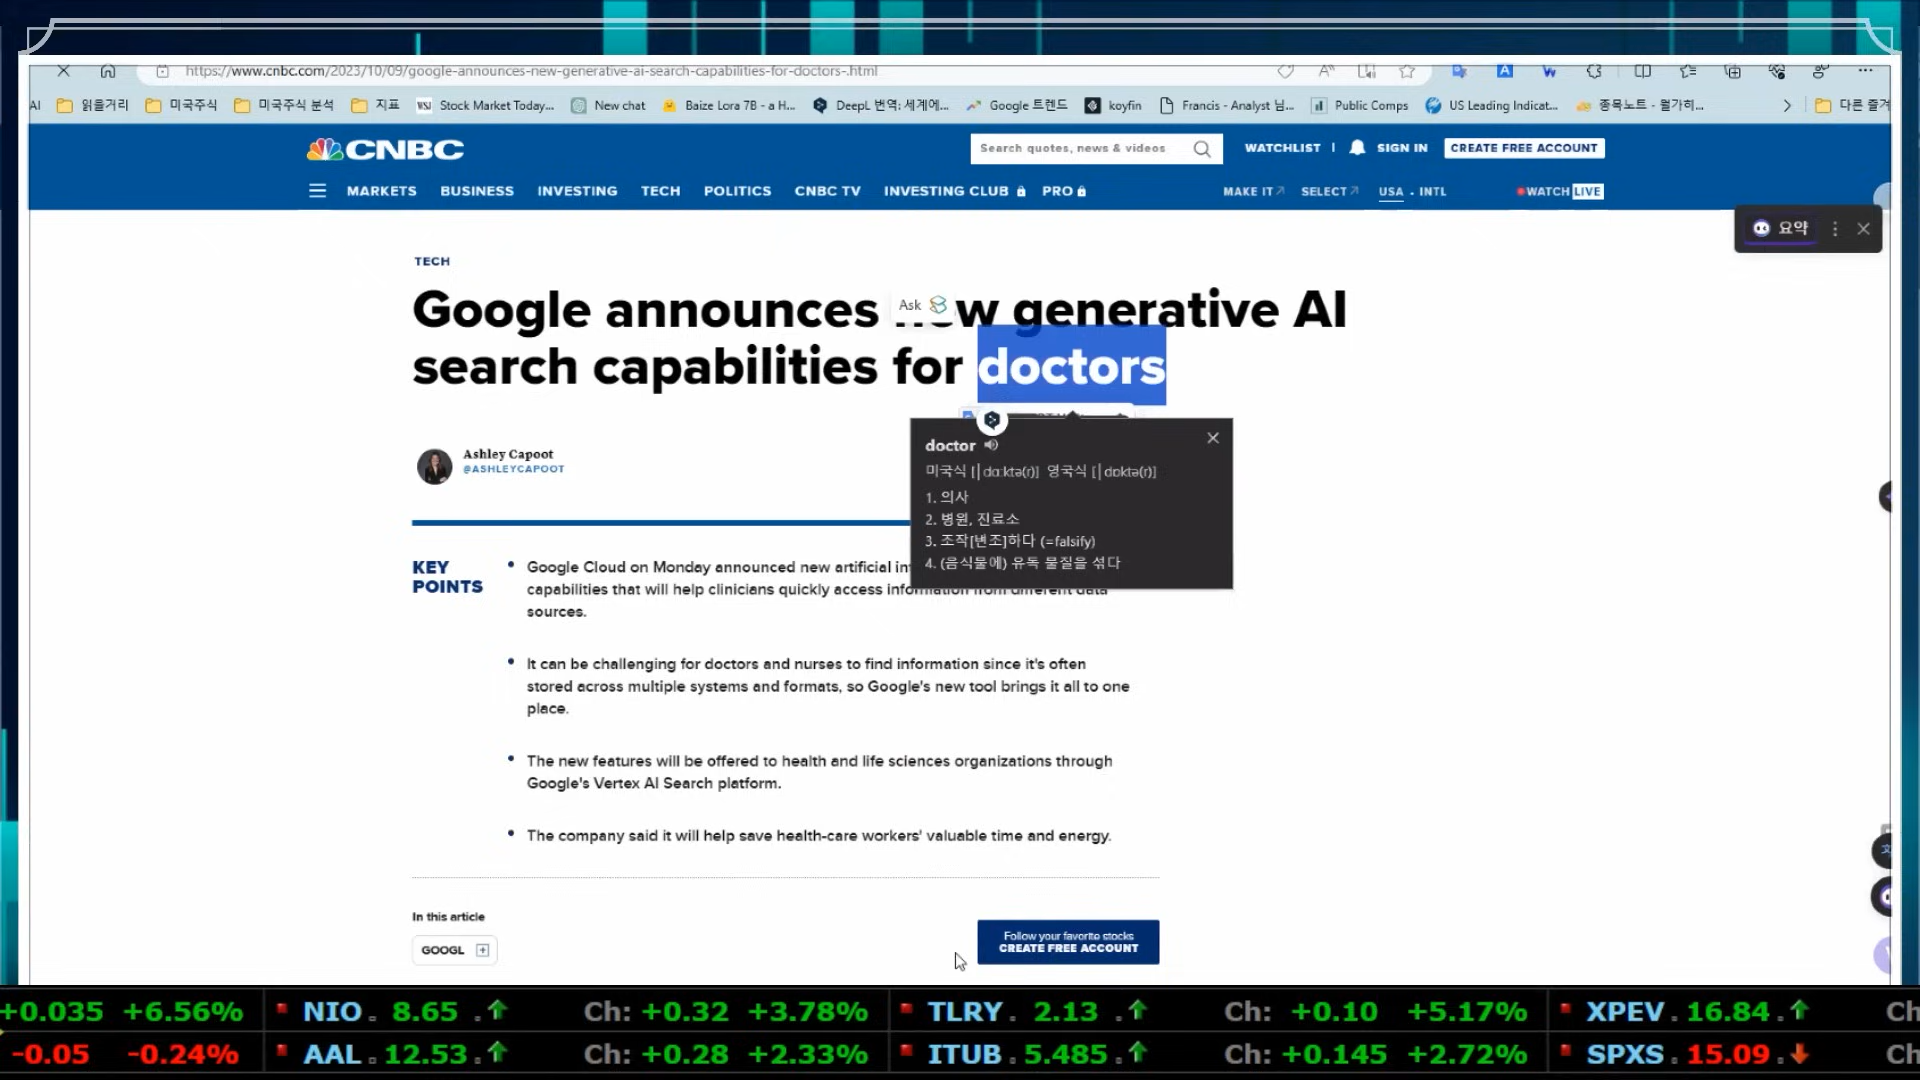 https://www.cnbc.com/2023/10/09/google-announces-new-generative-ai-search-capabilities-for-doctors-.html
AI 읽을거리 미국주식 미국주식 분석 지표 WSJ Stock Market Today... New chat Baize Lora 7B - a H... DeepL 번역: 세계에... Google 트렌드 koyfin Francis - Analyst 님... Public Comps US Leading Indicat... 종목노트 - 월가히... 다른 즐겨
CNBC Search quotes, news & videos WATCHLIST | SIGN IN CREATE FREE ACCOUNT
MARKETS BUSINESS INVESTING TECH POLITICS CNBC TV INVESTING CLUB PRO MAKE IT SELECT USA • INTL WATCH LIVE
요약
TECH
Ask
Google announces w generative AI
search capabilities for doctors
Ashley Capoot
@ASHLEYCAPOOT
doctor
미국식 [|dɑːktə(r)] 영국식 [|dɒktə(r)]
1. 의사
2. 병원, 진료소
3. 조작[변조]하다 (=falsify)
4. (음식물에) 유독 물질을 섞다
KEY
POINTS
Google Cloud on Monday announced new artificial in
capabilities that will help clinicians quickly access information from different data
sources.
It can be challenging for doctors and nurses to find information since it's often
stored across multiple systems and formats, so Google's new tool brings it all to one
place.
The new features will be offered to health and life sciences organizations through
Google's Vertex AI Search platform.
The company said it will help save health-care workers' valuable time and energy.
In this article
GOOGL
Follow your favorite stocks
CREATE FREE ACCOUNT
+0.035 +6.56% NIO 8.65 Ch: +0.32 +3.78% TLRY 2.13 Ch: +0.10 +5.17% XPEV 16.84 Ch
-0.05 -0.24% AAL 12.53 Ch: +0.28 +2.33% ITUB 5.485 Ch: +0.145 +2.72% SPXS 15.09 Ch